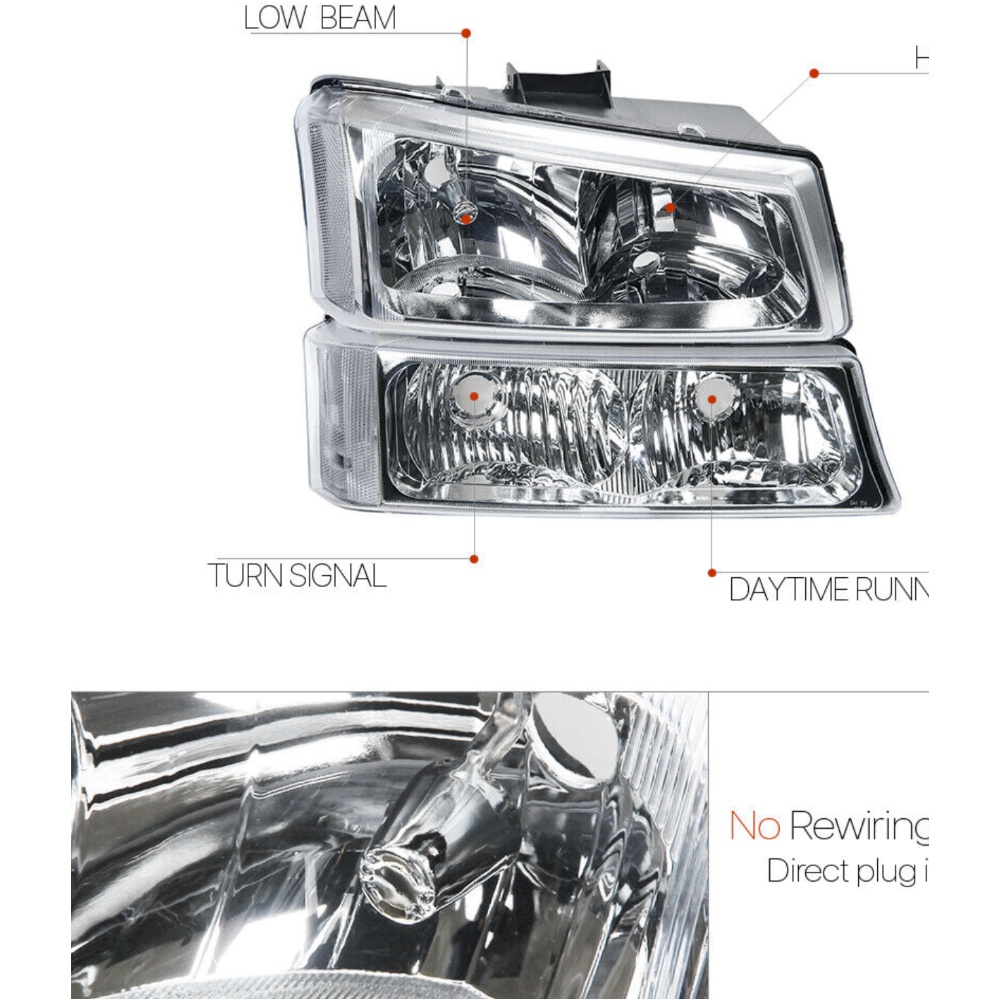 LOW BEAM
H
TURN SIGNAL
DAYTIME RUNN
No Rewiring
Direct plug i